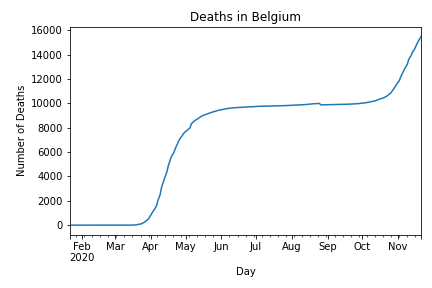 Deaths in Belgium
16000
14000
12000
10000
8000
6000
4000
2000
0
Number of Deaths
Feb Mar Apr May Jun Jul Aug Sep Oct Nov
2020
Day